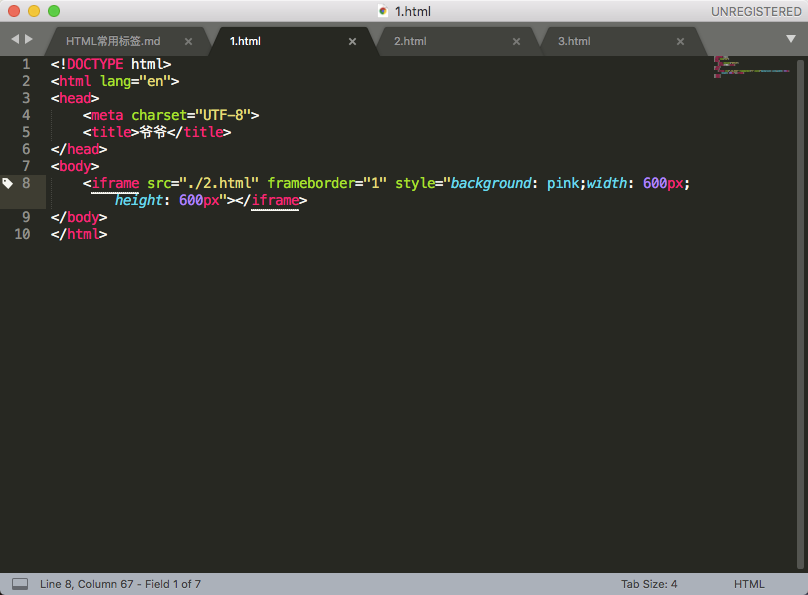 1.html
UNREGISTERED
HTML常用标签.md
1.html
2.html
3.html
1 <!DOCTYPE html>
2 <html lang="en">
3 <head>
4 <meta charset="UTF-8">
5 <title>爷爷</title>
6 </head>
7 <body>
8 <iframe src="./2.html" frameborder="1" style="background: pink;width: 600px;
height: 600px"></iframe>
9 </body>
10 </html>
Line 8, Column 67 - Field 1 of 7
Tab Size: 4
HTML